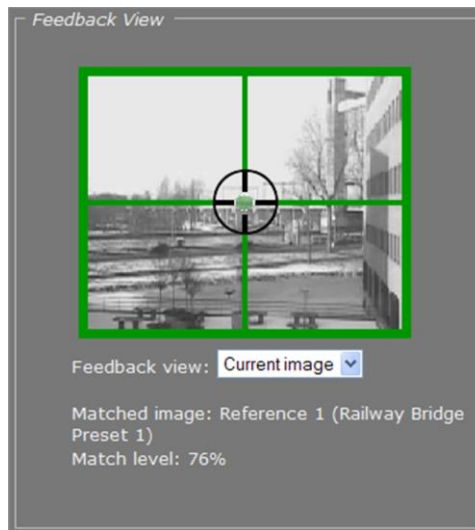 Feedback View
Feedback view: Current image
Matched image: Reference 1 (Railway Bridge
Preset 1)
Match level: 76%